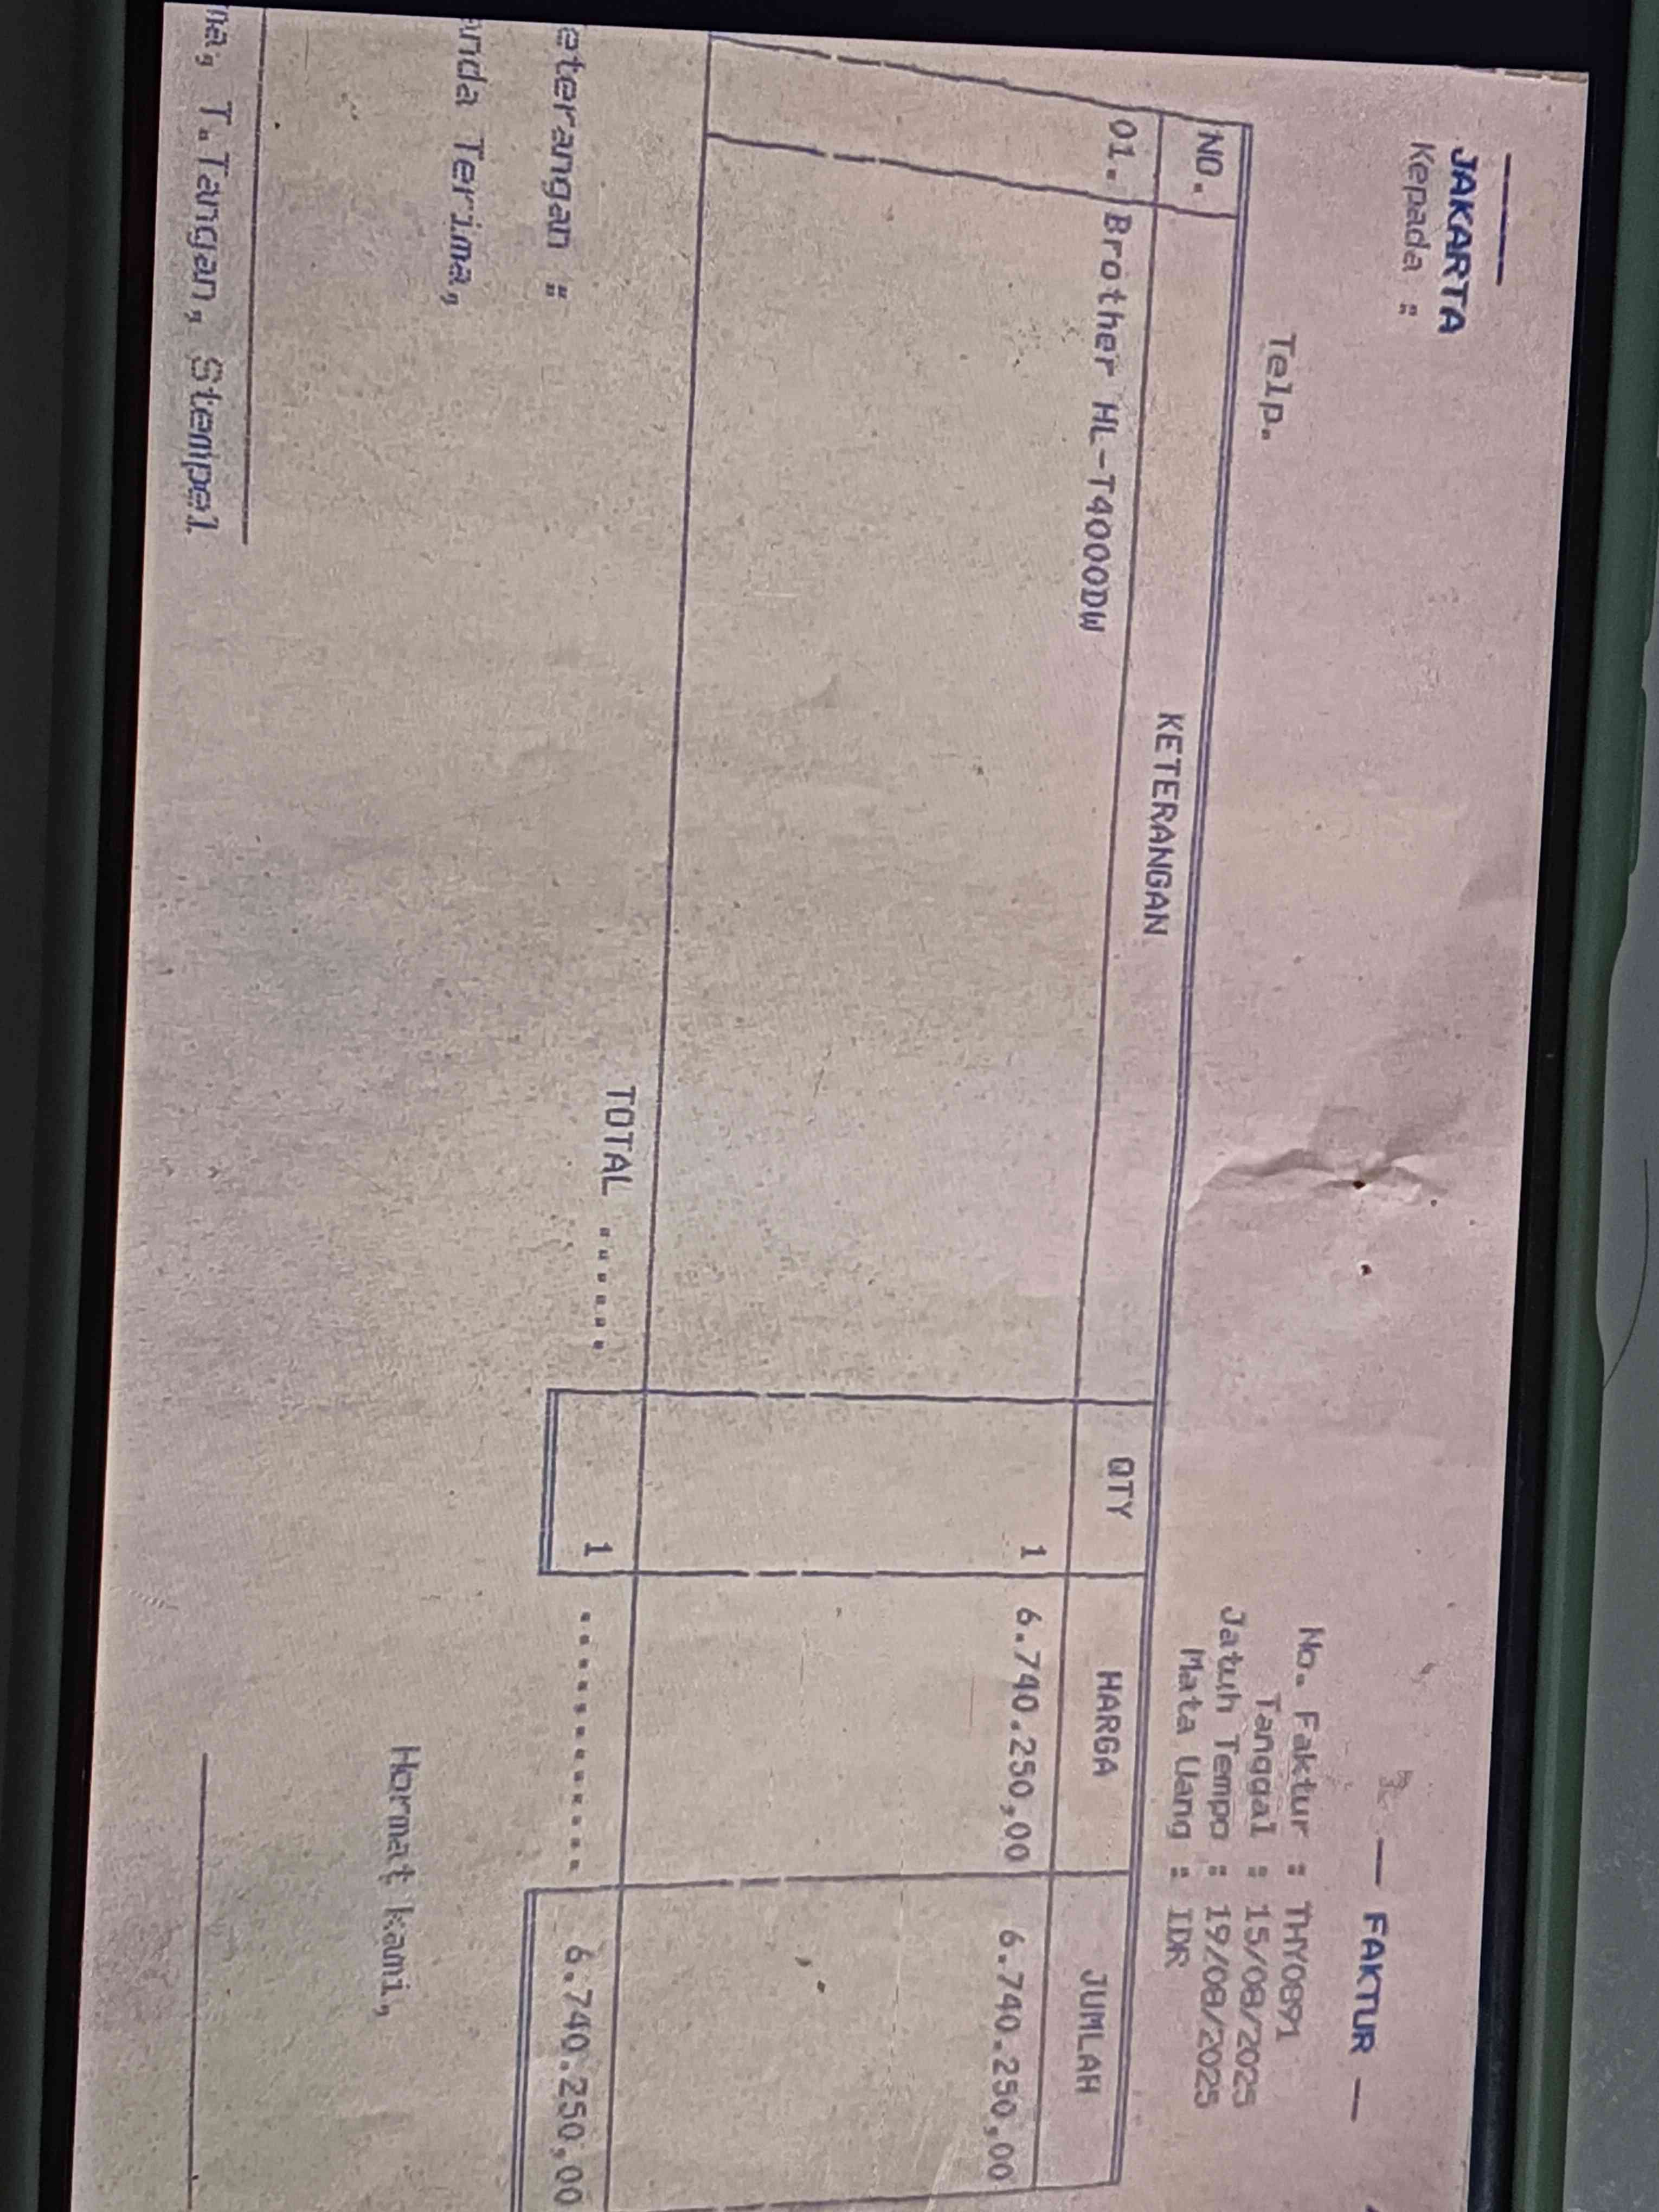 JAKARTA
— FAKTUR —
Kepada :
No. Faktur : THY0891
Tanggal : 15/08/2025
Telp.
Jatuh Tempo : 19/08/2025
Mata Uang : IDR
NO. KETERANGAN QTY HARGA JUMLAH
01. Brother HL-T4000DW 1 6.740.250,00 6.740.250,00
TOTAL ...... 1 ............ 6.740.250,00
eterangan :
anda Terima,
Hormat kami,
ma, T.Tangan, Stempel